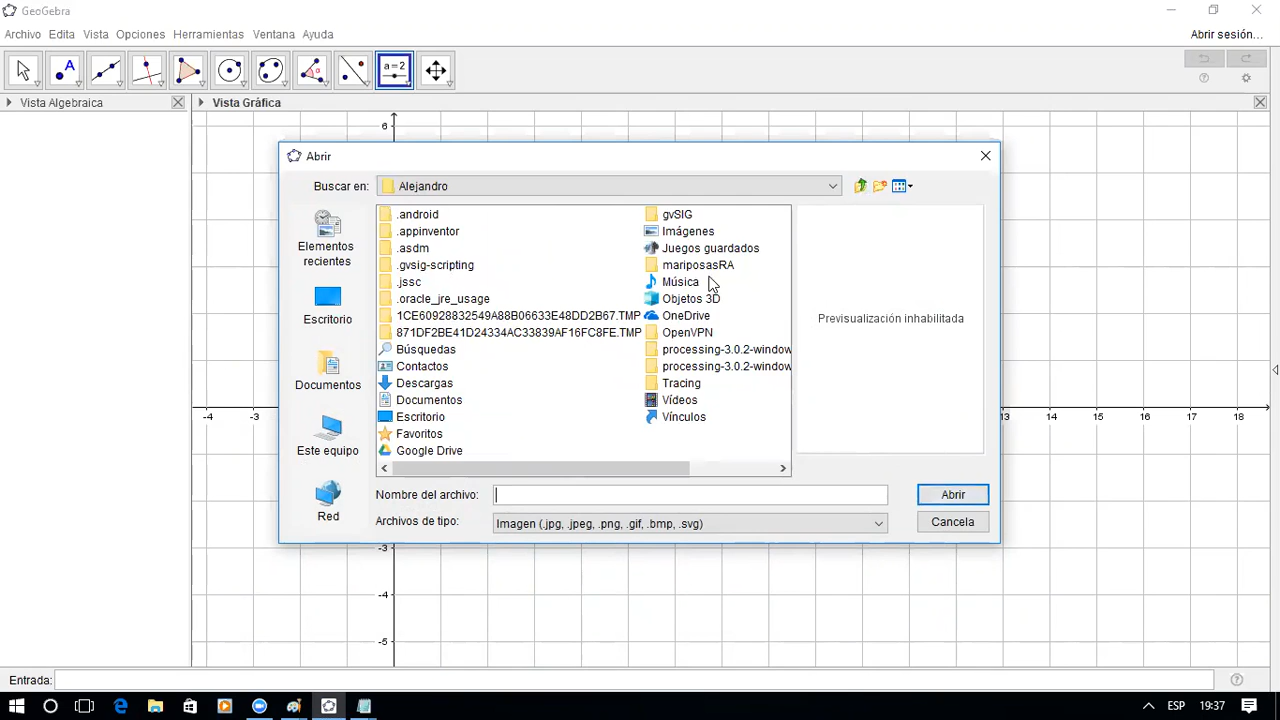 GeoGebra
Archivo Edita Vista Opciones Herramientas Ventana Ayuda
Abrir sesión...
A
α
a=2
Vista Algebraica
Vista Gráfica
6
Abrir
Buscar en: Alejandro
Elementos recientes
Escritorio
Documentos
Este equipo
Red
.android
.appinventor
.asdm
.gvsig-scripting
.jssc
.oracle_jre_usage
1CE60928832549A88B06633E48DD2B67.TMP
871DF2BE41D24334AC33839AF16FC8FE.TMP
Búsquedas
Contactos
Descargas
Documentos
Escritorio
Favoritos
Google Drive
gvSIG
Imágenes
Juegos guardados
mariposasRA
Música
Objetos 3D
OneDrive
OpenVPN
processing-3.0.2-window
processing-3.0.2-window
Tracing
Vídeos
Vínculos
Previsualización inhabilitada
Nombre del archivo:
Abrir
Archivos de tipo: Imagen (.jpg, .jpeg, .png, .gif, .bmp, .svg)
Cancela
-4 -3 13 14 15 16 17 18
-3
-4
-5
Entrada:
ESP 19:37